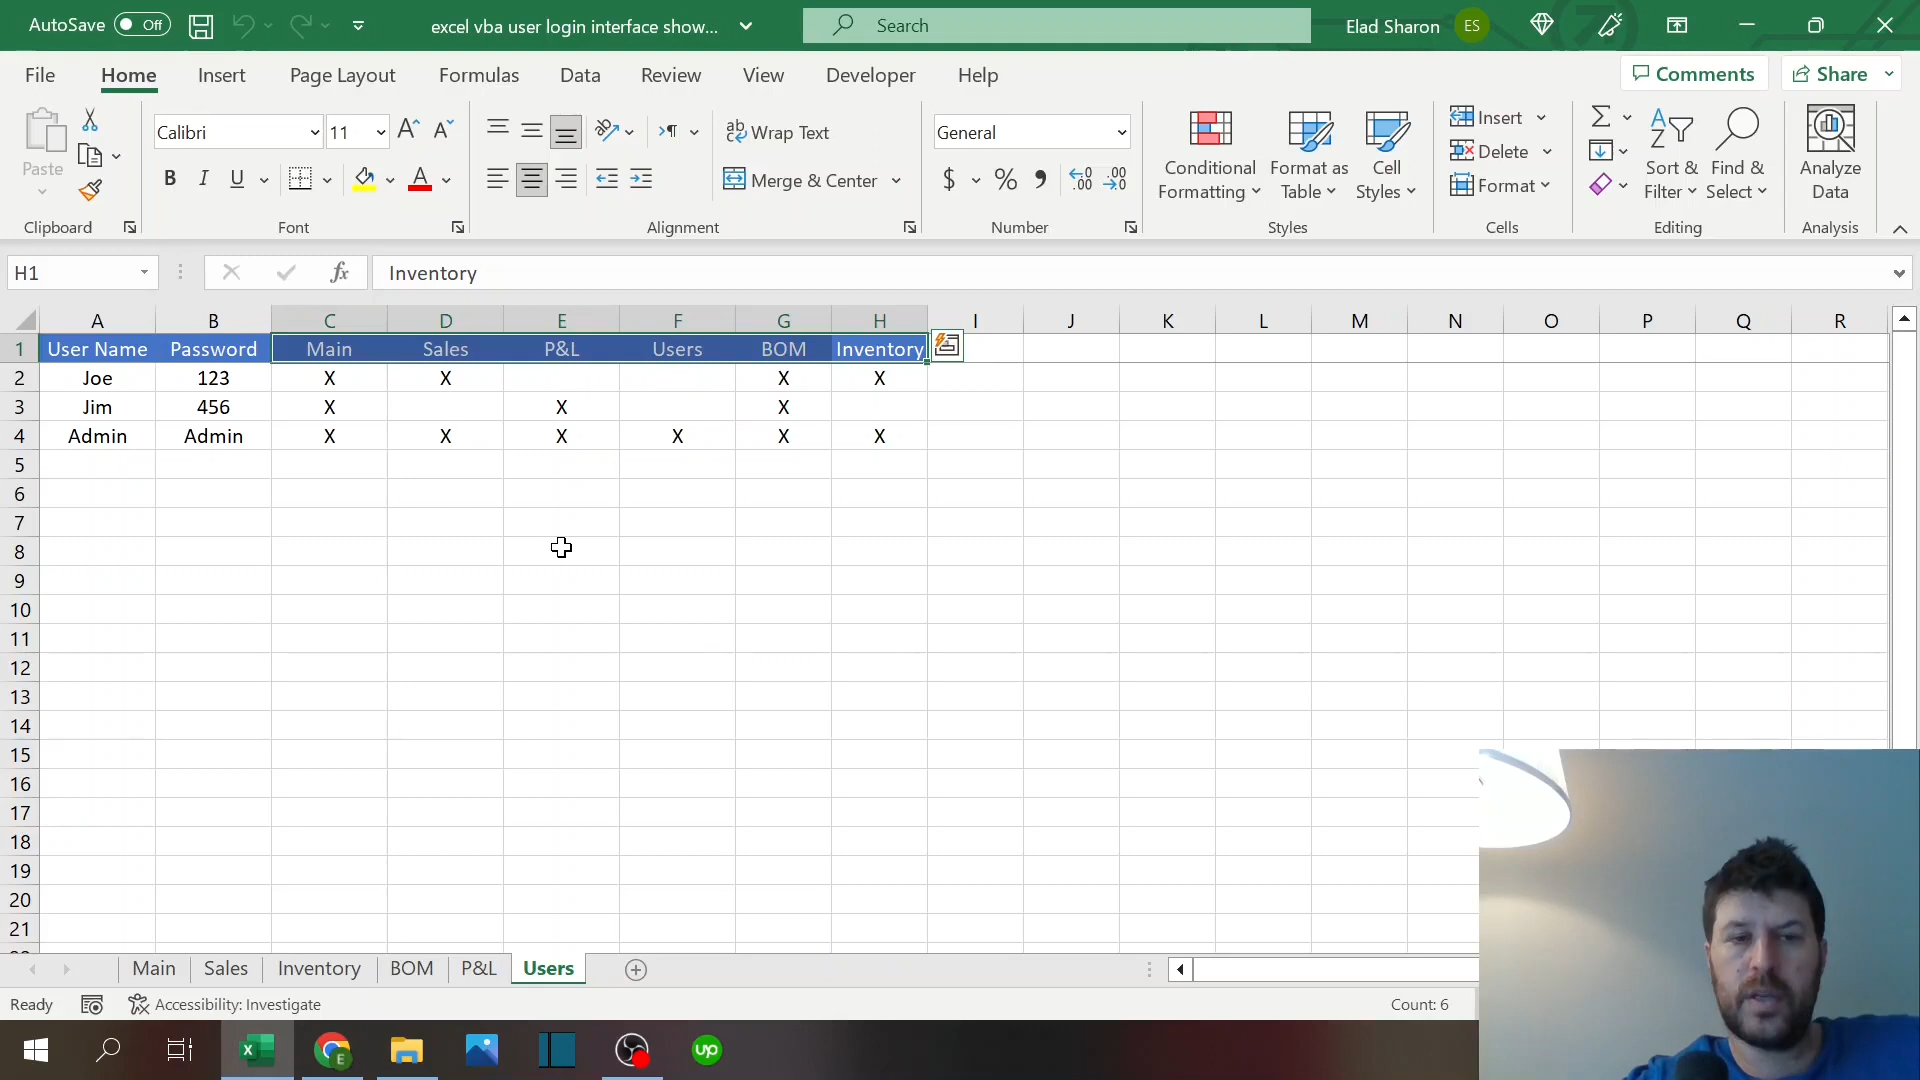 AutoSave Off excel vba user login interface show... Search Elad Sharon ES
File Home Insert Page Layout Formulas Data Review View Developer Help Comments Share
Calibri 11 ab Wrap Text General Insert Σ
Paste Conditional Format as Cell Delete Sort & Find & Analyze
B I U A Merge & Center $ % Formatting Table Styles Format Filter Select Data
Clipboard Font Alignment Number Styles Cells Editing Analysis
H1 fx Inventory
A B C D E F G H I J K L M N O P Q R
1 User Name Password Main Sales P&L Users BOM Inventory
2 Joe 123 X X X X
3 Jim 456 X X X
4 Admin Admin X X X X X X
5
6
7
8
9
10
11
12
13
14
15
16
17
18
19
20
21
Main Sales Inventory BOM P&L Users
Ready Accessibility: Investigate Count: 6
X E up